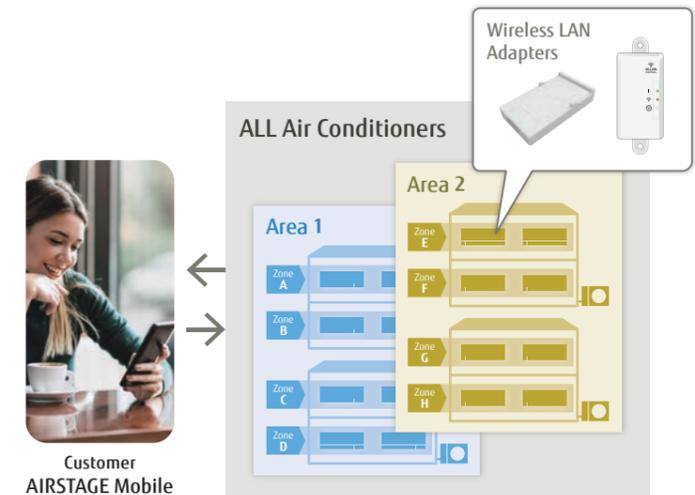 Wireless LAN
Adapters
ALL Air Conditioners
Area 2
Zone
E
Zone
F
Zone
G
Zone
H
Area 1
Zone
A
Zone
B
Zone
C
Zone
D
Customer
AIRSTAGE Mobile